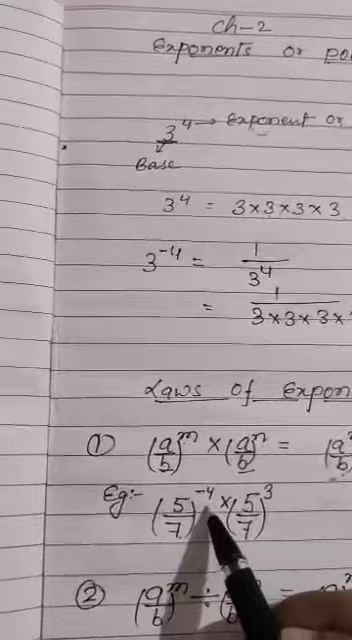 Ch-2
Exponents or
3^4 → Exponent or
Base
3^4 = 3×3×3×3
3^-4 = 1/3^4
= 1/3×3×3×
Laws of
① (a/b)^m × (a/b)^n =
Eg:- (5/7)^-4 × (5/7)^3
② (a/b)^m ÷